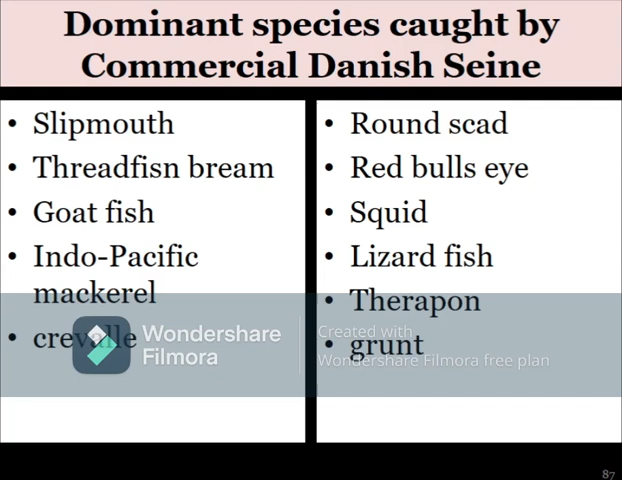 Dominant species caught by
Commercial Danish Seine
• Slipmouth
• Threadfisn bream
• Goat fish
• Indo-Pacific
mackerel
• crevalle
• Round scad
• Red bulls eye
• Squid
• Lizard fish
• Therapon
• grunt
Wondershare
Filmora
Created with
Wondershare Filmora free plan
87